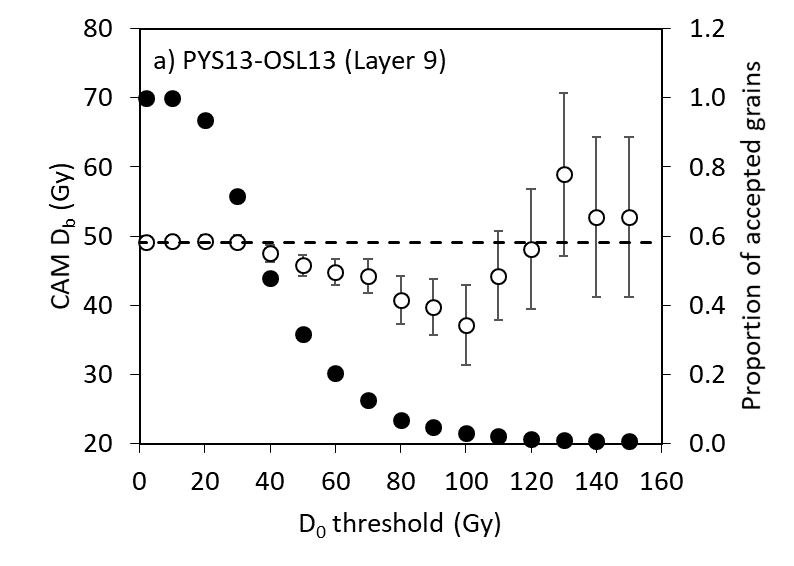 a) PYS13-OSL13 (Layer 9)
CAM D_b (Gy)
80
70
60
50
40
30
20
1.2
1.0
0.8
0.6
0.4
0.2
0.0
Proportion of accepted grains
0 20 40 60 80 100 120 140 160
D_0 threshold (Gy)